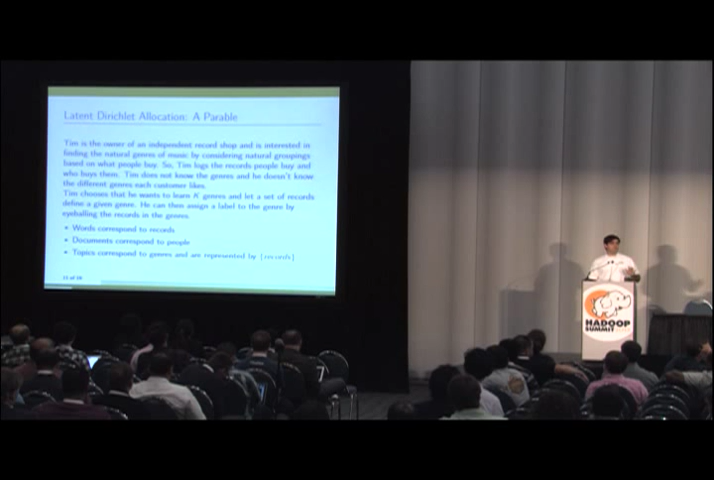 Latent Dirichlet Allocation: A Parable
Tim is the owner of an independent record shop and is interested in
finding the natural genres of music by considering natural groupings
based on what people buy. So, Tim logs the records people buy and
who buys them. Tim does not know the genres and he doesn't know
the different genres each customer likes.
Tim chooses that he wants to learn K genres and let a set of records
define a given genre. He can then assign a label to the genre by
eyeballing the records in the genres.
• Words correspond to records
• Documents correspond to people
• Topics correspond to genres and are represented by {records}
HADOOP
SUMMIT